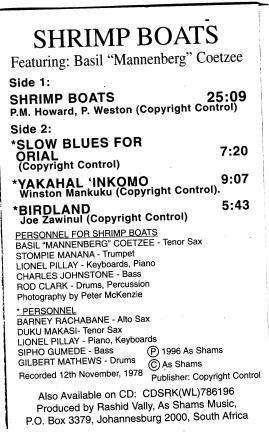 SHRIMP BOATS
Featuring: Basil "Mannenberg" Coetzee
Side 1:
SHRIMP BOATS 25:09
P.M. Howard, P. Weston (Copyright Control)
Side 2:
*SLOW BLUES FOR
ORIAL 7:20
(Copyright Control)
*YAKAHAL 'INKOMO 9:07
Winston Mankuku (Copyright Control).
*BIRDLAND 5:43
Joe Zawinul (Copyright Control)
PERSONNEL FOR SHRIMP BOATS
BASIL "MANNENBERG" COETZEE - Tenor Sax
STOMPIE MANANA - Trumpet
LIONEL PILLAY - Keyboards, Piano
CHARLES JOHNSTONE - Bass
ROD CLARK - Drums, Percussion
Photography by Peter McKenzie
* PERSONNEL
BARNEY RACHABANE - Alto Sax
DUKU MAKASI- Tenor Sax
LIONEL PILLAY - Piano, Keyboards
SIPHO GUMEDE - Bass Ⓟ 1996 As Shams
GILBERT MATHEWS - Drums © As Shams
Recorded 12th November, 1978 Publisher: Copyright Control
Also Available on CD: CDSRK(WL)786196
Produced by Rashid Vally, As Shams Music,
P.O. Box 3379, Johannesburg 2000, South Africa